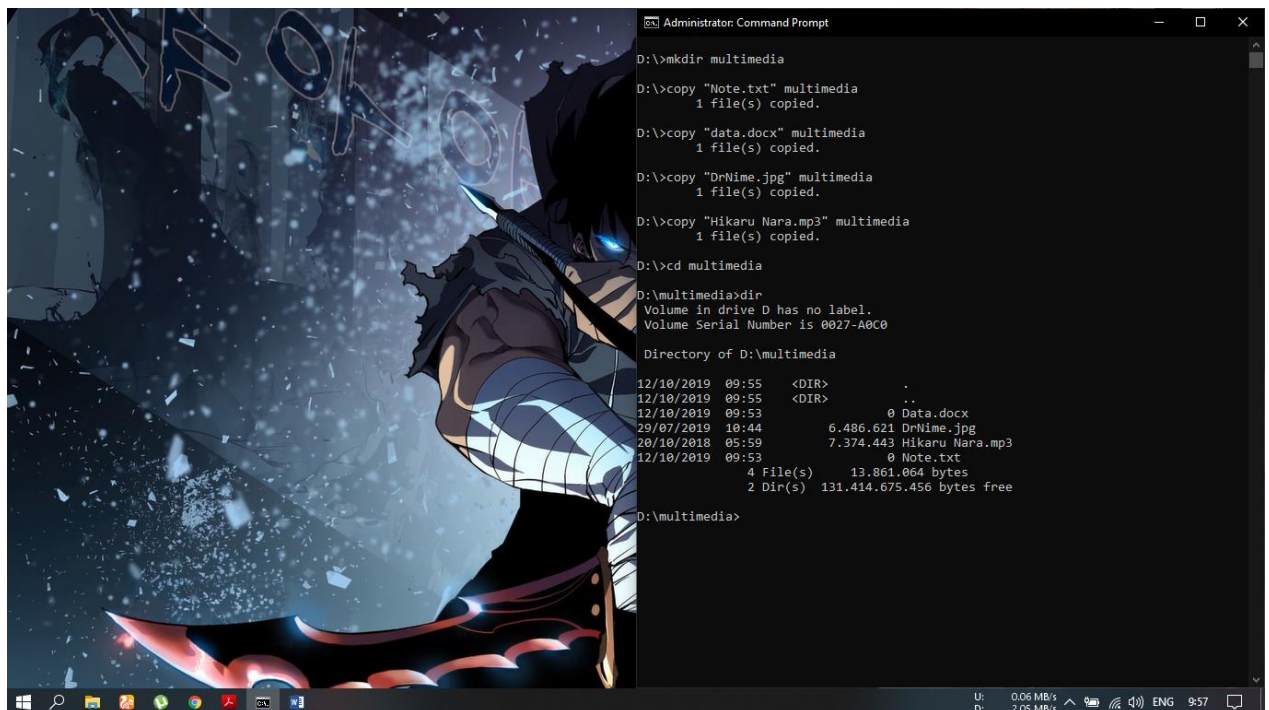 Administrator: Command Prompt
D:\>mkdir multimedia
D:\>copy "Note.txt" multimedia
1 file(s) copied.
D:\>copy "data.docx" multimedia
1 file(s) copied.
D:\>copy "DrNime.jpg" multimedia
1 file(s) copied.
D:\>copy "Hikaru Nara.mp3" multimedia
1 file(s) copied.
D:\>cd multimedia
D:\multimedia>dir
Volume in drive D has no label.
Volume Serial Number is 0027-A0C0
Directory of D:\multimedia
12/10/2019 09:55 <DIR> .
12/10/2019 09:55 <DIR> ..
12/10/2019 09:53 0 Data.docx
29/07/2019 10:44 6.486.621 DrNime.jpg
20/10/2018 05:59 7.374.443 Hikaru Nara.mp3
12/10/2019 09:53 0 Note.txt
4 File(s) 13.861.064 bytes
2 Dir(s) 131.414.675.456 bytes free
D:\multimedia>
U: 0.06 MB/s
D: 2.05 MB/s
ENG 9:57